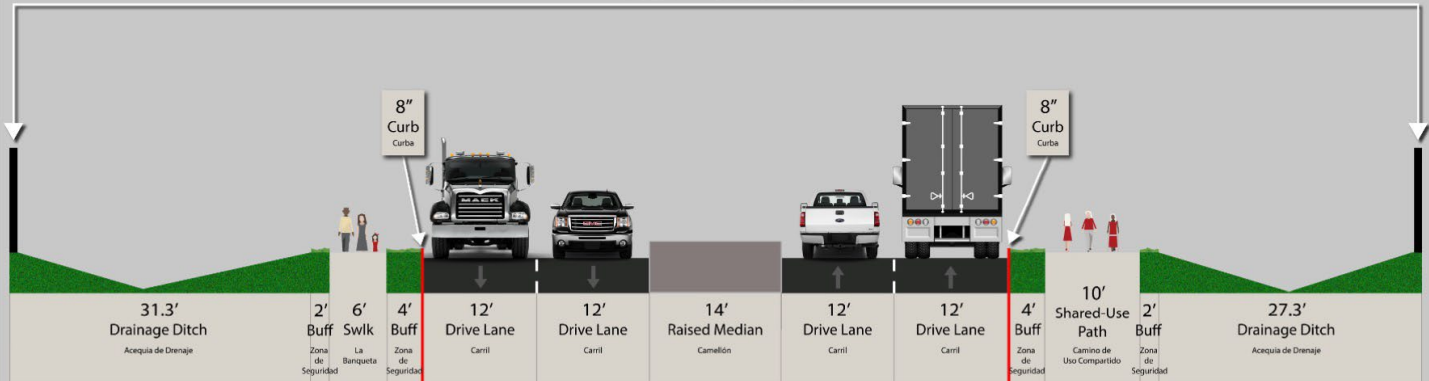 8”
Curb
Curba
8”
Curb
Curba
MACK
GMC
31.3’
Drainage Ditch
Acequia de Drenaje
2’
Buff
Zona
de
Seguridad
6’
Swlk
La
Banqueta
4’
Buff
Zona
de
Seguridad
12’
Drive Lane
Carril
12’
Drive Lane
Carril
14’
Raised Median
Camellón
12’
Drive Lane
Carril
12’
Drive Lane
Carril
4’
Buff
Zona
de
Seguridad
10’
Shared-Use
Path
Camino de
Uso Compartido
2’
Buff
Zona
de
Seguridad
27.3’
Drainage Ditch
Acequia de Drenaje